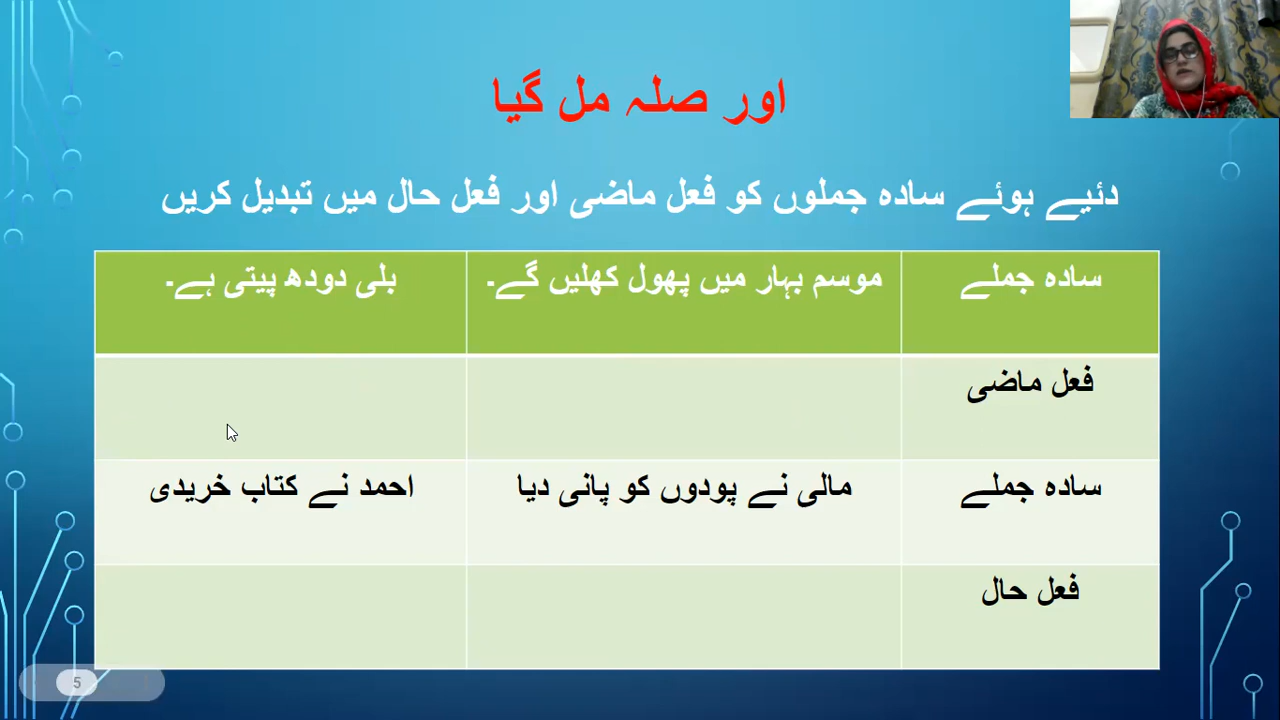 اور صلہ مل گیا
دئیے ہوئے سادہ جملوں کو فعل ماضی اور فعل حال میں تبدیل کریں
سادہ جملے موسم بہار میں پھول کھلیں گے۔ بلی دودھ پیتی ہے۔
فعل ماضی
سادہ جملے مالی نے پودوں کو پانی دیا احمد نے کتاب خریدی
فعل حال
5